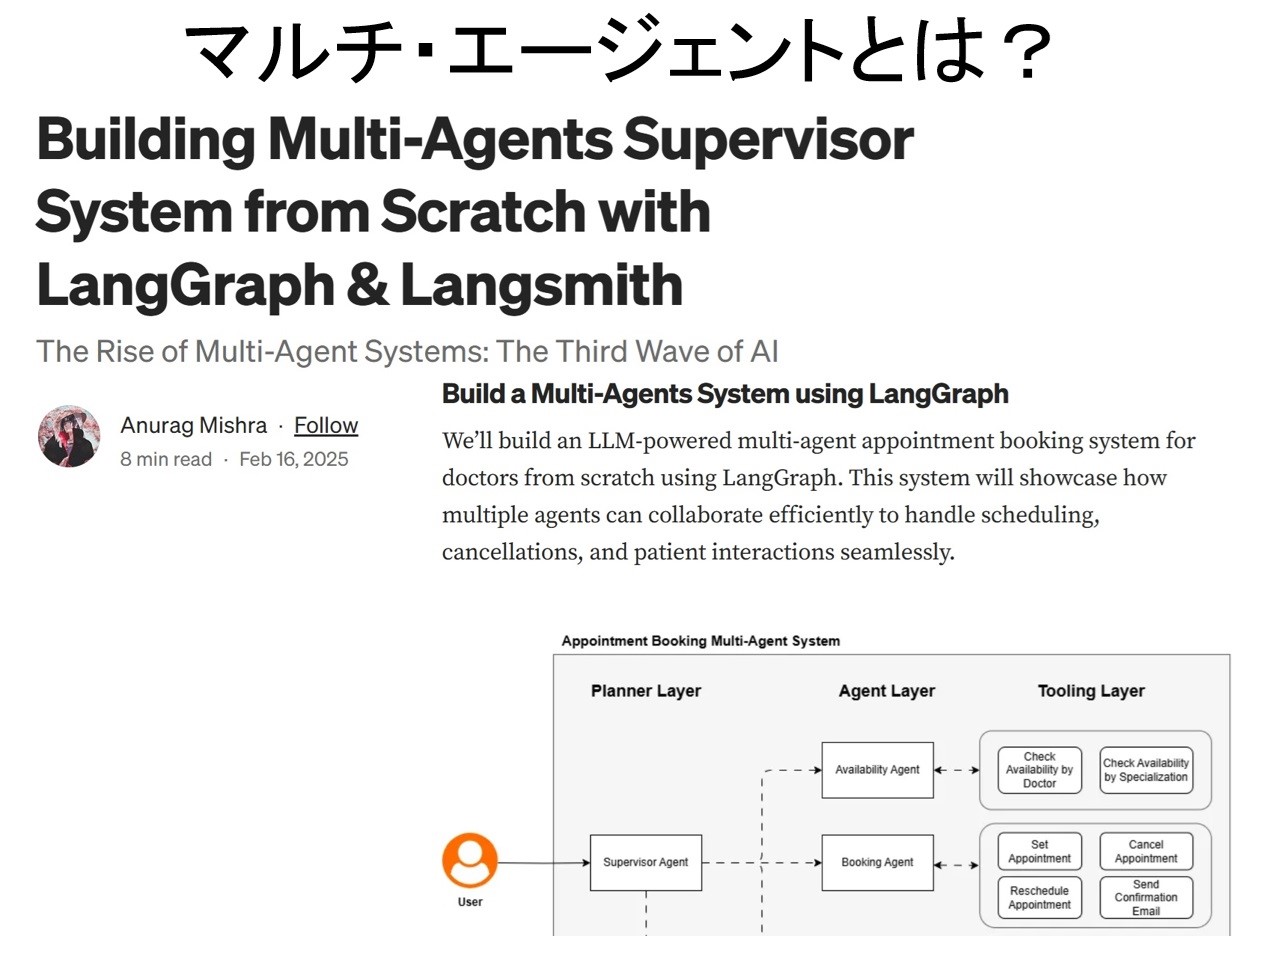 マルチ・エージェントとは？
Building Multi-Agents Supervisor
System from Scratch with
LangGraph & Langsmith
The Rise of Multi-Agent Systems: The Third Wave of AI
Anurag Mishra · Follow
8 min read · Feb 16, 2025
Build a Multi-Agents System using LangGraph
We’ll build an LLM-powered multi-agent appointment booking system for
doctors from scratch using LangGraph. This system will showcase how
multiple agents can collaborate efficiently to handle scheduling,
cancellations, and patient interactions seamlessly.
Appointment Booking Multi-Agent System
Planner Layer
Agent Layer
Tooling Layer
Availability Agent
Check
Availability by
Doctor
Check Availability
by Specialization
User
Supervisor Agent
Booking Agent
Set
Appointment
Cancel
Appointment
Reschedule
Appointment
Send
Confirmation
Email